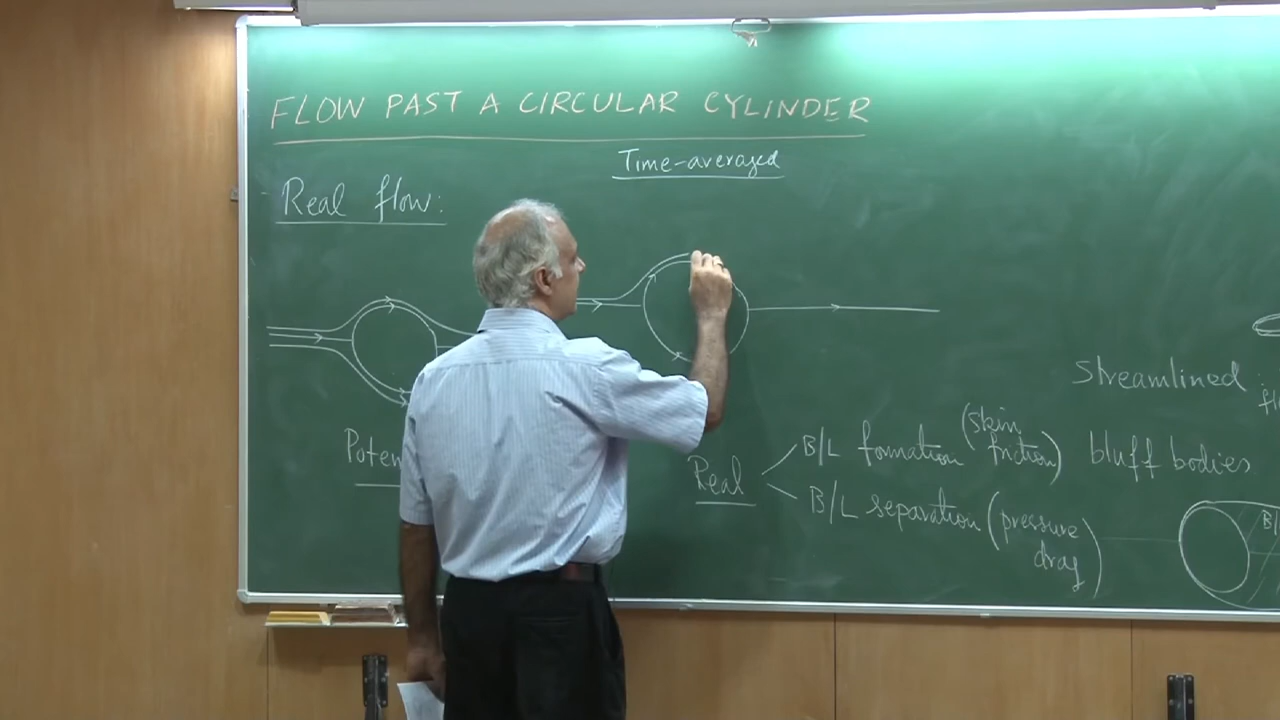 FLOW PAST A CIRCULAR CYLINDER
Time-averaged
Real flow:
Streamlined
Poten
Real
B/L formation (skin friction)
B/L separation (pressure drag)
bluff bodies
B/